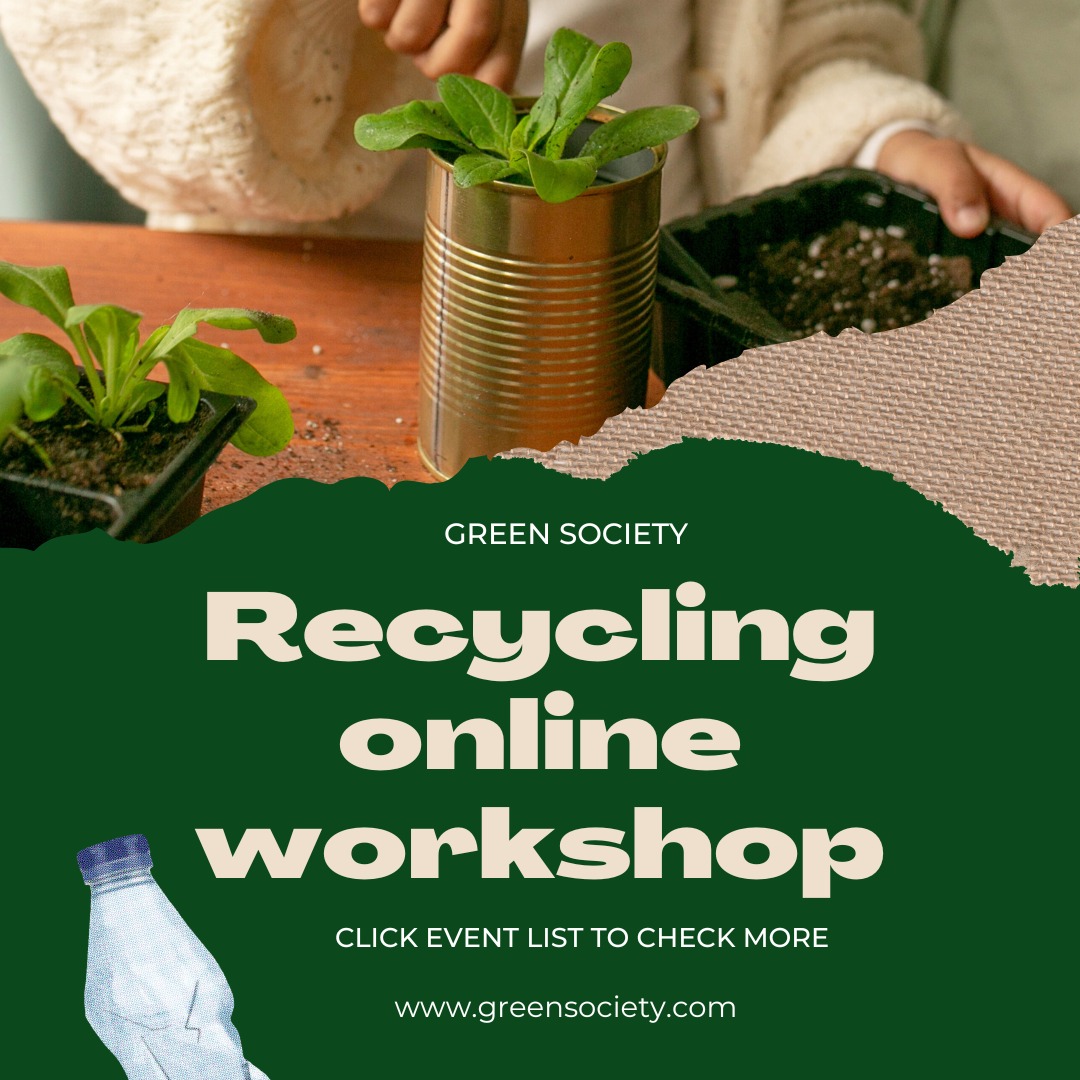 GREEN SOCIETY
Recycling
online
workshop
CLICK EVENT LIST TO CHECK MORE
www.greensociety.com